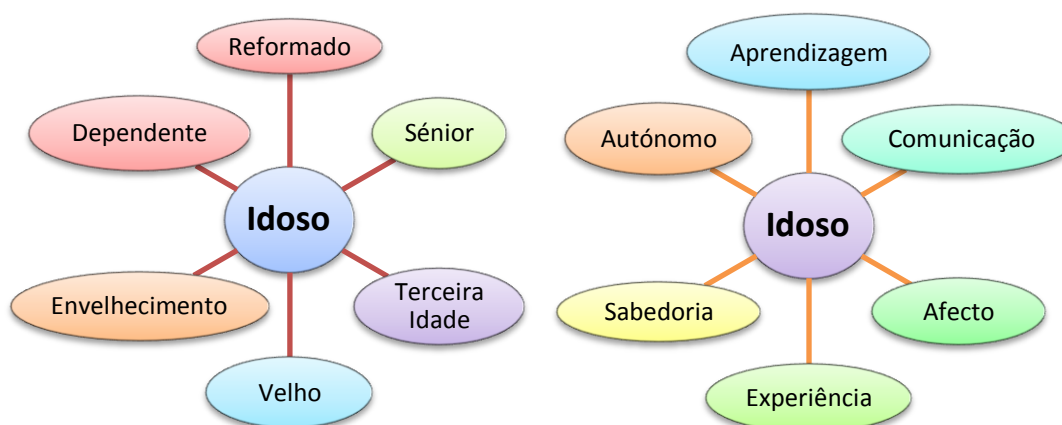 Reformado
Dependente
Sénior
Idoso
Envelhecimento
Terceira
Idade
Velho
Aprendizagem
Autónomo
Comunicação
Idoso
Sabedoria
Afecto
Experiência